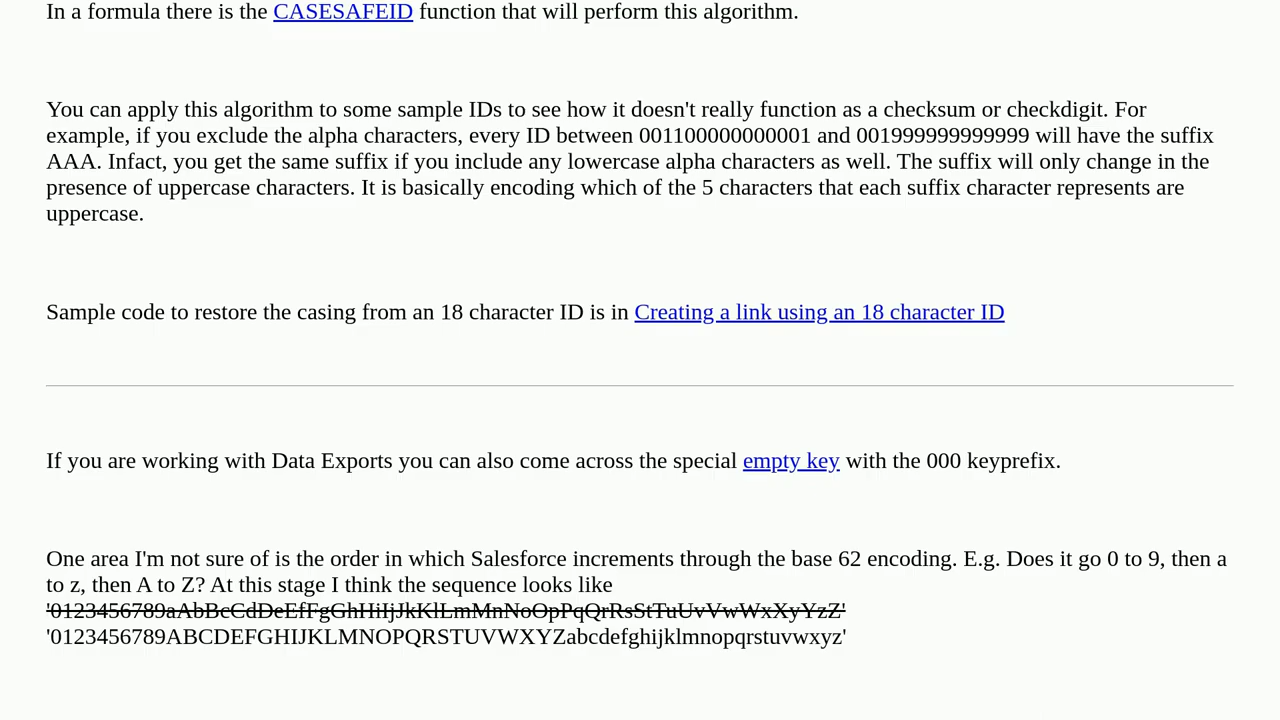 In a formula there is the CASESAFEID function that will perform this algorithm.
You can apply this algorithm to some sample IDs to see how it doesn't really function as a checksum or checkdigit. For
example, if you exclude the alpha characters, every ID between 001100000000001 and 001999999999999 will have the suffix
AAA. Infact, you get the same suffix if you include any lowercase alpha characters as well. The suffix will only change in the
presence of uppercase characters. It is basically encoding which of the 5 characters that each suffix character represents are
uppercase.
Sample code to restore the casing from an 18 character ID is in Creating a link using an 18 character ID
If you are working with Data Exports you can also come across the special empty key with the 000 keyprefix.
One area I'm not sure of is the order in which Salesforce increments through the base 62 encoding. E.g. Does it go 0 to 9, then a
to z, then A to Z? At this stage I think the sequence looks like
'0123456789aAbBcCdDeEfFgGhHiIjJkKlLmMnNoOpPqQrRsStTuUvVwWxXyYzZ'
'0123456789ABCDEFGHIJKLMNOPQRSTUVWXYZabcdefghijklmnopqrstuvwxyz'